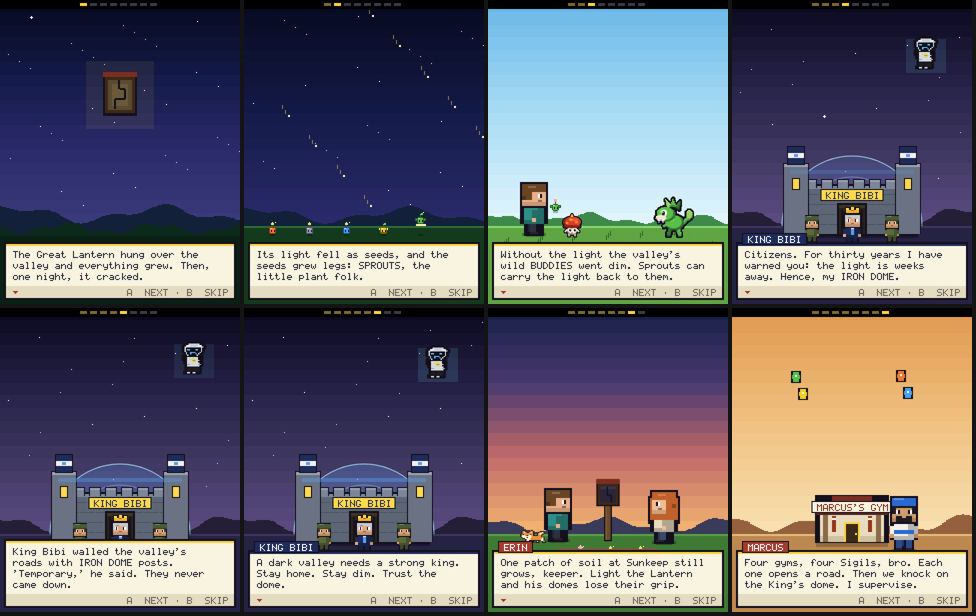 The Great Lantern hung over the
valley and everything grew. Then,
one night, it cracked.
A NEXT · B SKIP
Its light fell as seeds, and the
seeds grew legs: SPROUTS, the
little plant folk.
A NEXT · B SKIP
Without the light the valley's
wild BUDDIES went dim. Sprouts can
carry the light back to them.
A NEXT · B SKIP
KING BIBI
KING BIBI
Citizens. For thirty years I have
warned you: the light is weeks
away. Hence, my IRON DOME.
A NEXT · B SKIP
KING BIBI
King Bibi walled the valley's
roads with IRON DOME posts.
'Temporary,' he said. They never
came down.
A NEXT · B SKIP
KING BIBI
KING BIBI
A dark valley needs a strong king.
Stay home. Stay dim. Trust the
dome.
A NEXT · B SKIP
ERIN
One patch of soil at Sunkeep still
grows, keeper. Light the Lantern
and his domes lose their grip.
A NEXT · B SKIP
MARCUS'S GYM
MARCUS
Four gyms, four Sigils, bro. Each
one opens a road. Then we knock on
the King's dome. I supervise.
A NEXT · B SKIP